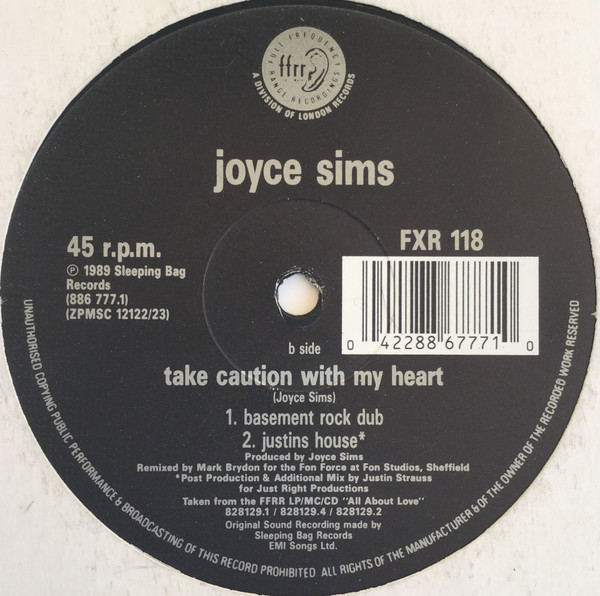 FULL FREQUENCY
ffrr
RANGE RECORDINGS
A DIVISION OF LONDON RECORDS
joyce sims
45 r.p.m.
℗ 1989 Sleeping Bag
Records
(886 777.1)
(ZPMSC 12122/23)
FXR 118
0 42288 67771 0
b side
take caution with my heart
(Joyce Sims)
1. basement rock dub
2. justins house*
Produced by Joyce Sims
Remixed by Mark Brydon for the Fon Force at Fon Studios, Sheffield
*Post Production & Additional Mix by Justin Strauss
for Just Right Productions
Taken from the FFRR LP/MC/CD "All About Love"
828129.1 / 828129.4 / 828129.2
Original Sound Recording made by
Sleeping Bag Records
EMI Songs Ltd.
UNAUTHORISED COPYING PUBLIC PERFORMANCE & BROADCASTING OF THIS RECORD PROHIBITED ALL RIGHTS OF THE MANUFACTURER & OF THE OWNER OF THE RECORDED WORK RESERVED